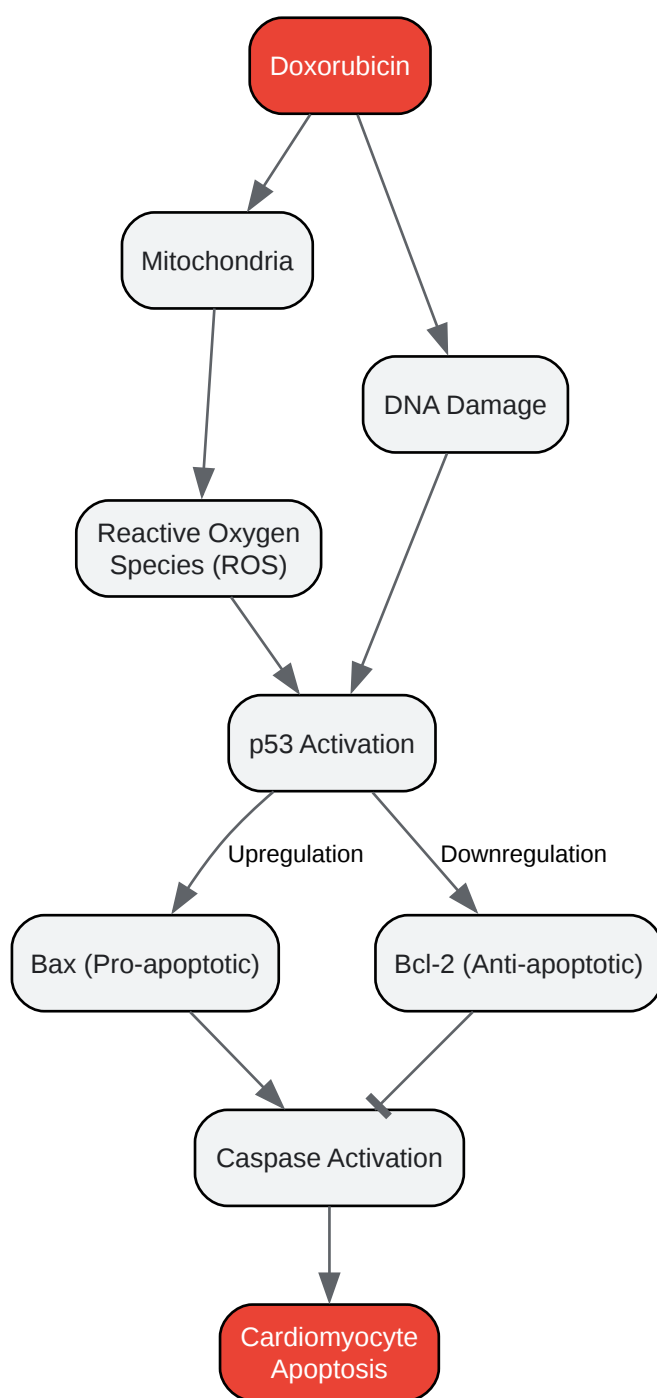 Doxorubicin
Mitochondria
DNA Damage
Reactive Oxygen
Species (ROS)
p53 Activation
Upregulation
Downregulation
Bax (Pro-apoptotic)
Bcl-2 (Anti-apoptotic)
Caspase Activation
Cardiomyocyte
Apoptosis